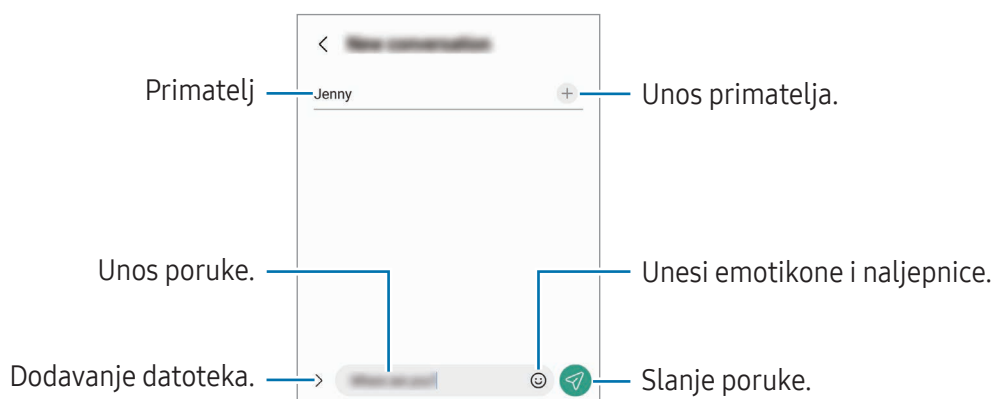 Primatelj
Jenny
Unos primatelja.
Unos poruke.
Unesi emotikone i naljepnice.
Dodavanje datoteka.
Slanje poruke.